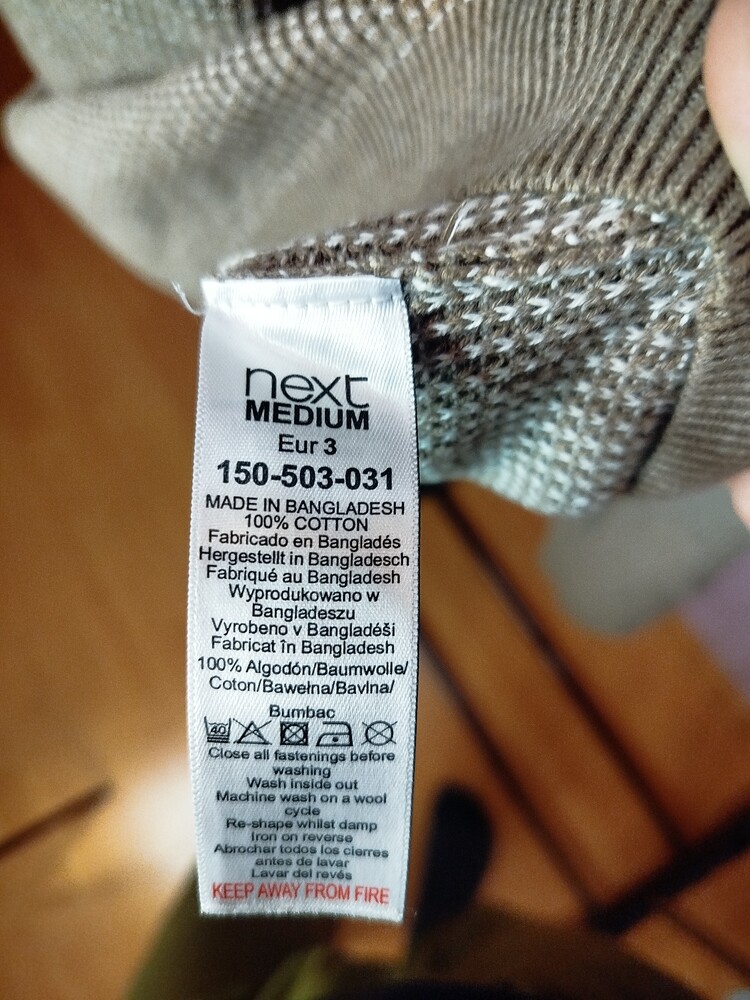 next
MEDIUM
Eur 3
150-503-031
MADE IN BANGLADESH
100% COTTON
Fabricado en Bangladés
Hergestellt in Bangladesch
Fabriqué au Bangladesh
Wyprodukowano w
Bangladeszu
Vyrobeno v Bangladéši
Fabricat în Bangladesh
100% Algodón/Baumwolle/
Coton/Bawełna/Bavlna/
Bumbac
40
Close all fastenings before
washing
Wash inside out
Machine wash on a wool
cycle
Re-shape whilst damp
Iron on reverse
Abrochar todos los cierres
antes de lavar
Lavar del revés
KEEP AWAY FROM FIRE